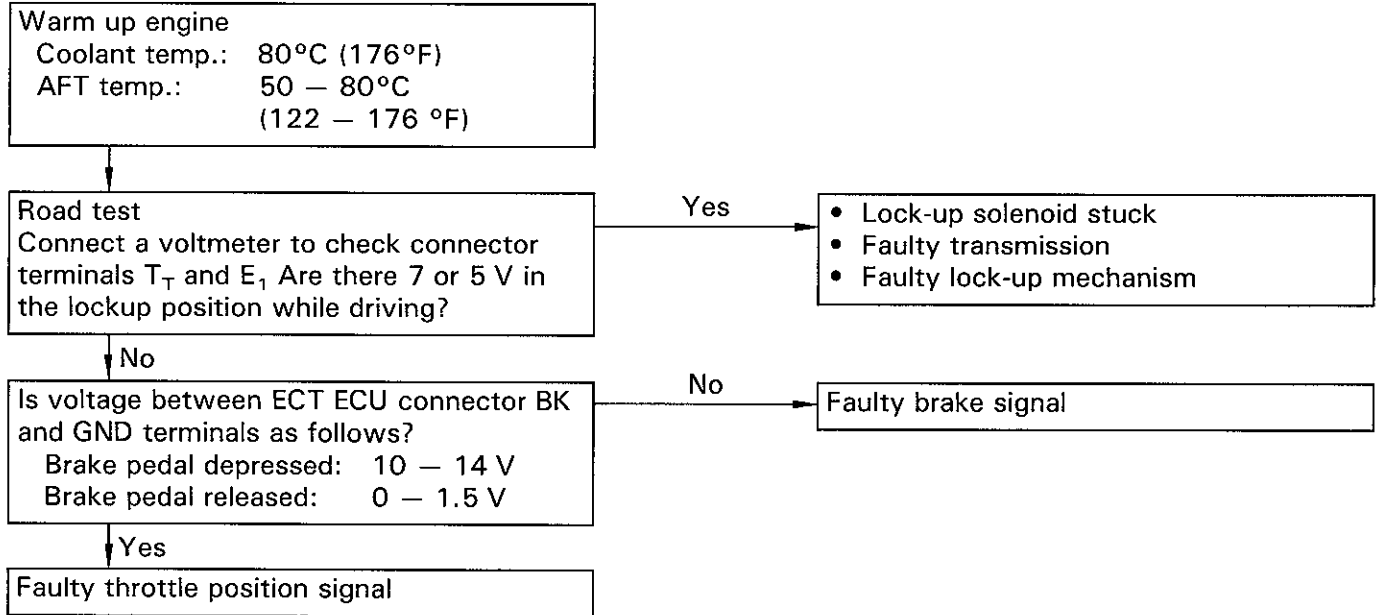 Warm up engine
Coolant temp.: 80°C (176°F)
AFT temp.: 50 — 80°C
(122 — 176 °F)
Road test
Connect a voltmeter to check connector
terminals T_T and E_1 Are there 7 or 5 V in
the lockup position while driving?
Yes
• Lock-up solenoid stuck
• Faulty transmission
• Faulty lock-up mechanism
No
Is voltage between ECT ECU connector BK
and GND terminals as follows?
Brake pedal depressed: 10 — 14 V
Brake pedal released: 0 — 1.5 V
No
Faulty brake signal
Yes
Faulty throttle position signal